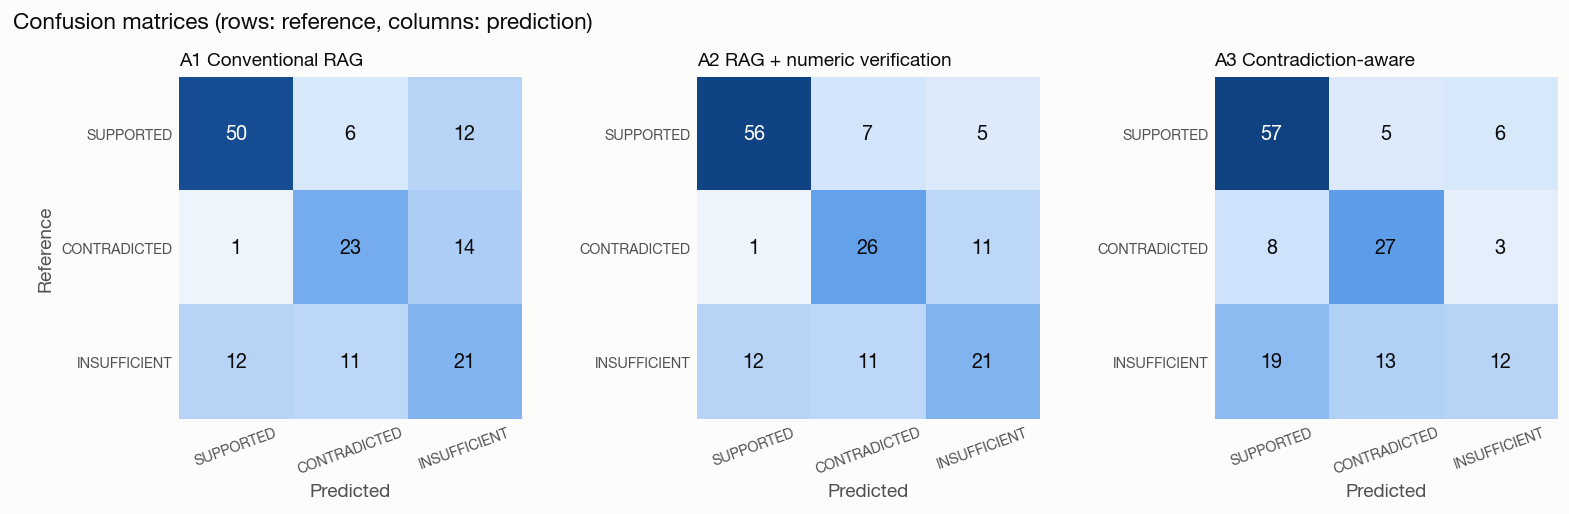 Confusion matrices (rows: reference, columns: prediction)
A1 Conventional RAG
A2 RAG + numeric verification
A3 Contradiction-aware
Reference
SUPPORTED
50 6 12
CONTRADICTED
1 23 14
INSUFFICIENT
12 11 21
SUPPORTED
CONTRADICTED
INSUFFICIENT
Predicted
SUPPORTED
56 7 5
CONTRADICTED
1 26 11
INSUFFICIENT
12 11 21
SUPPORTED
CONTRADICTED
INSUFFICIENT
Predicted
SUPPORTED
57 5 6
CONTRADICTED
8 27 3
INSUFFICIENT
19 13 12
SUPPORTED
CONTRADICTED
INSUFFICIENT
Predicted